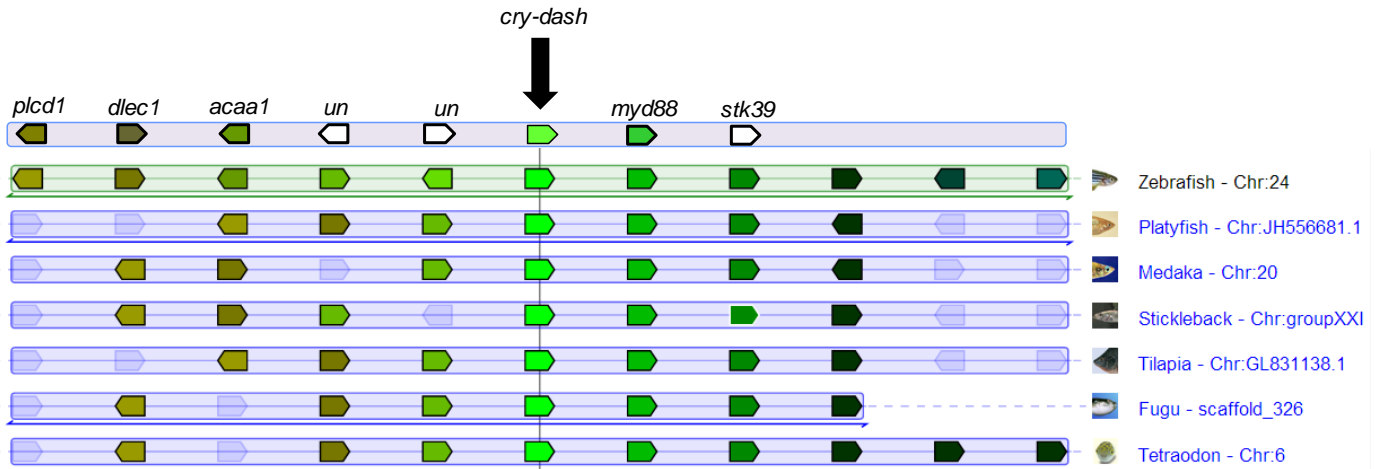 cry-dash
plcd1 dlec1 acaa1 un un myd88 stk39
Zebrafish - Chr:24
Platyfish - Chr:JH556681.1
Medaka - Chr:20
Stickleback - Chr:groupXXI
Tilapia - Chr:GL831138.1
Fugu - scaffold_326
Tetraodon - Chr:6